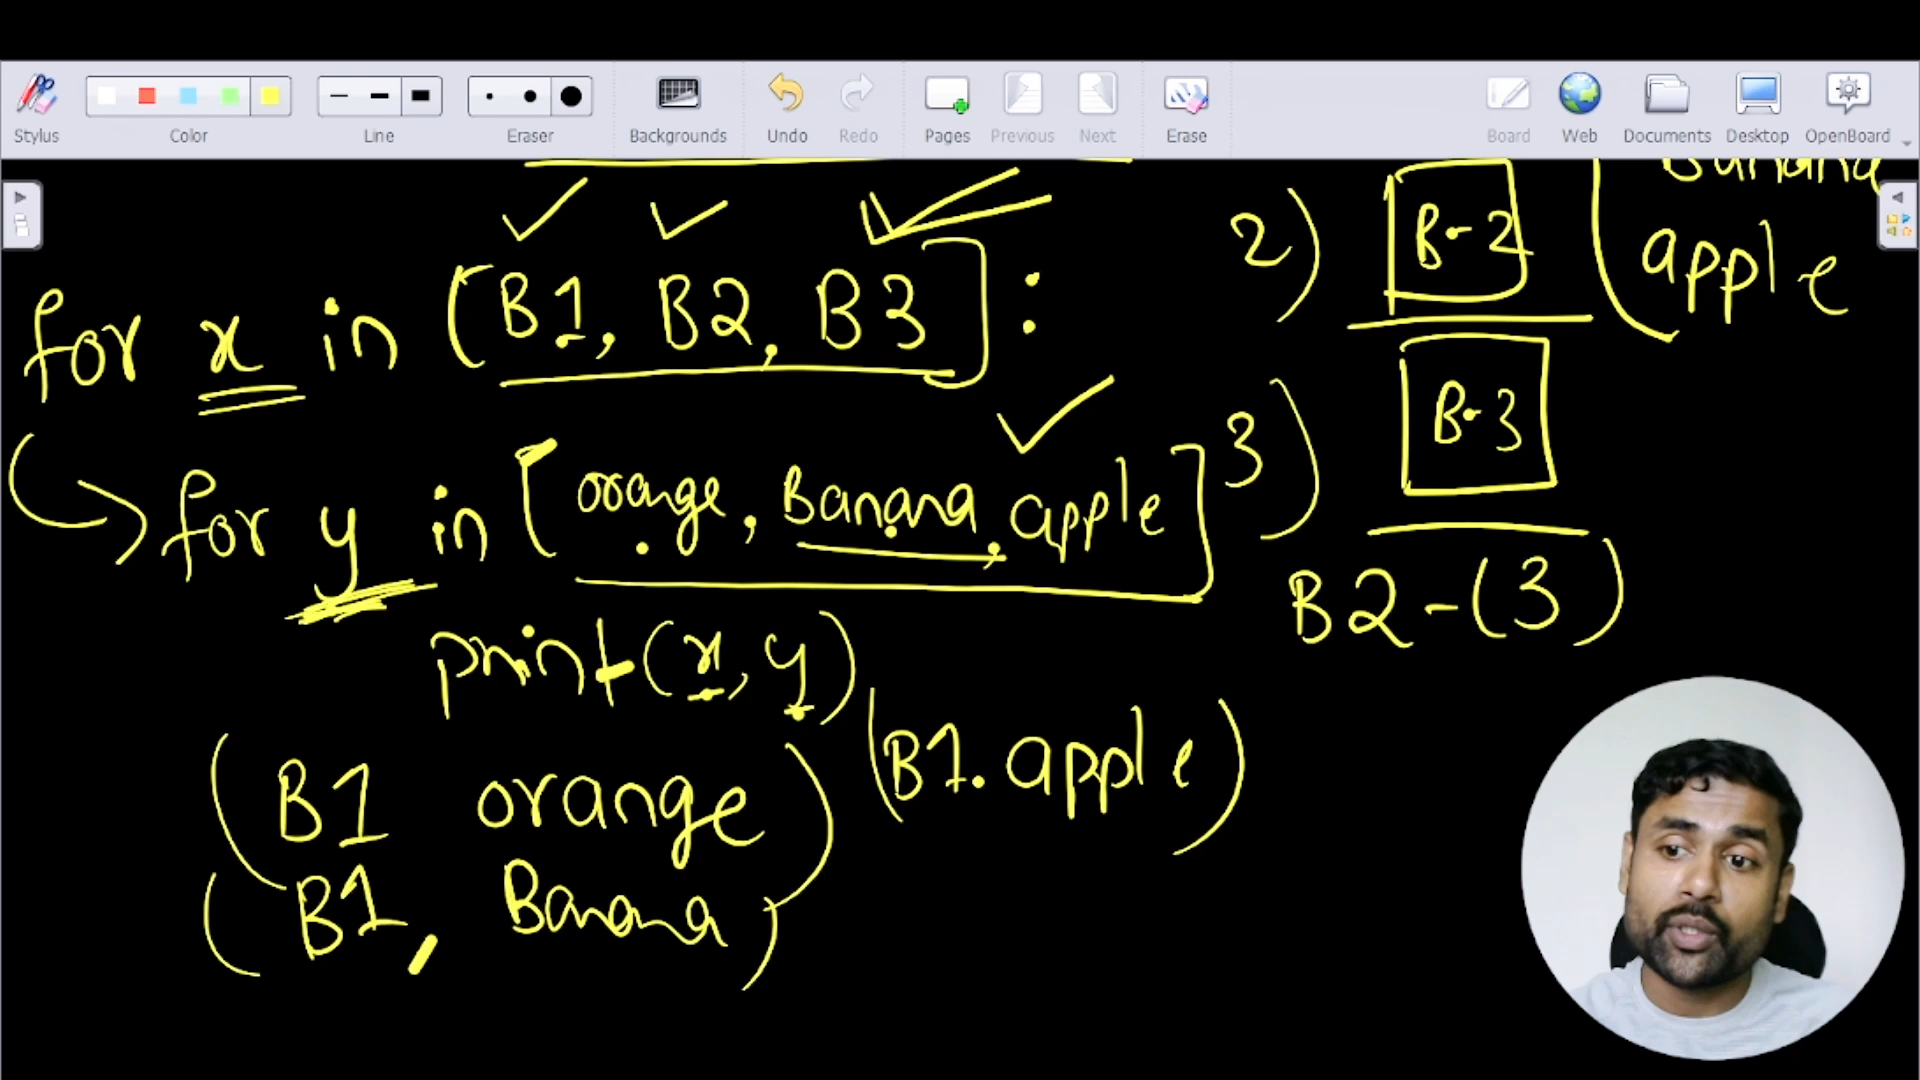 Stylus Color Line Eraser Backgrounds Undo Redo Pages Previous Next Erase Board Web Documents Desktop OpenBoard
for x in [B1, B2, B3]:
for y in [orange, Banana, apple]
print(x, y)
(B1 orange)
(B1, Banana)
(B1. apple)
apple
2) B-2
3) B-3
B2-(3)